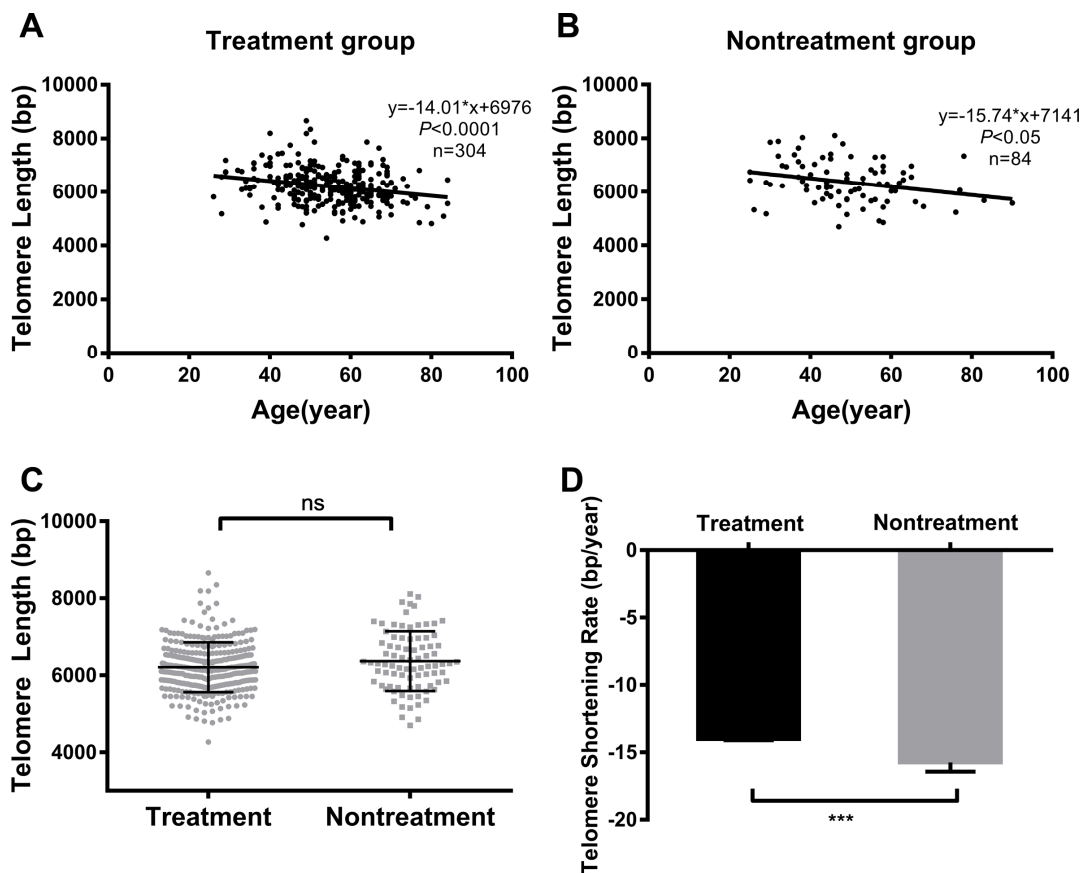 A
Treatment group
Telomere Length (bp)
10000
8000
6000
4000
2000
0
y=-14.01*x+6976
P<0.0001
n=304
0 20 40 60 80 100
Age(year)
B
Nontreatment group
Telomere Length (bp)
10000
8000
6000
4000
2000
0
y=-15.74*x+7141
P<0.05
n=84
0 20 40 60 80 100
Age(year)
C
Telomere Length (bp)
10000
8000
6000
4000
ns
Treatment Nontreatment
D
Telomere Shortening Rate (bp/year)
Treatment Nontreatment
0
-5
-10
-15
-20
***